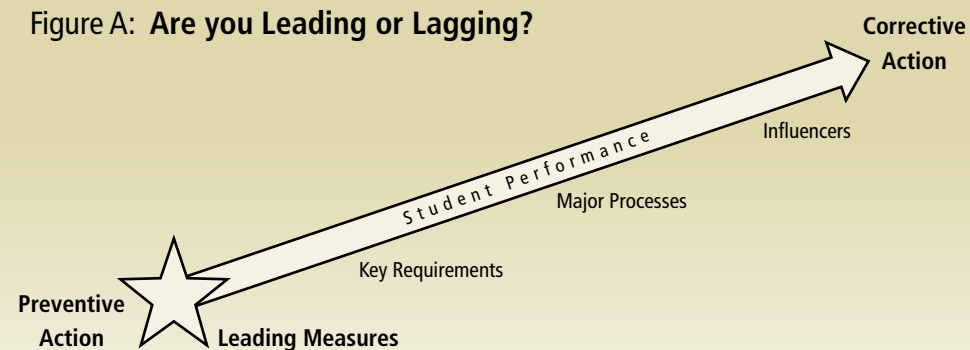 Figure A: Are you Leading or Lagging?
Corrective
Action
Influencers
Student Performance
Major Processes
Key Requirements
Preventive
Action
Leading Measures